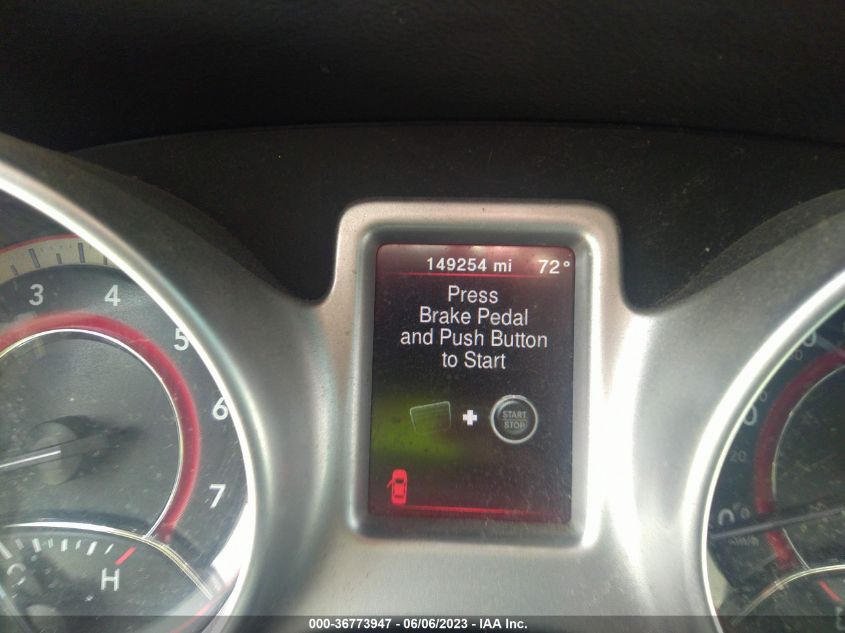 149254 mi 72°
Press
Brake Pedal
and Push Button
to Start
START
STOP
3
4
5
6
7
C
H
20
000-36773947 - 06/06/2023 - IAA Inc.